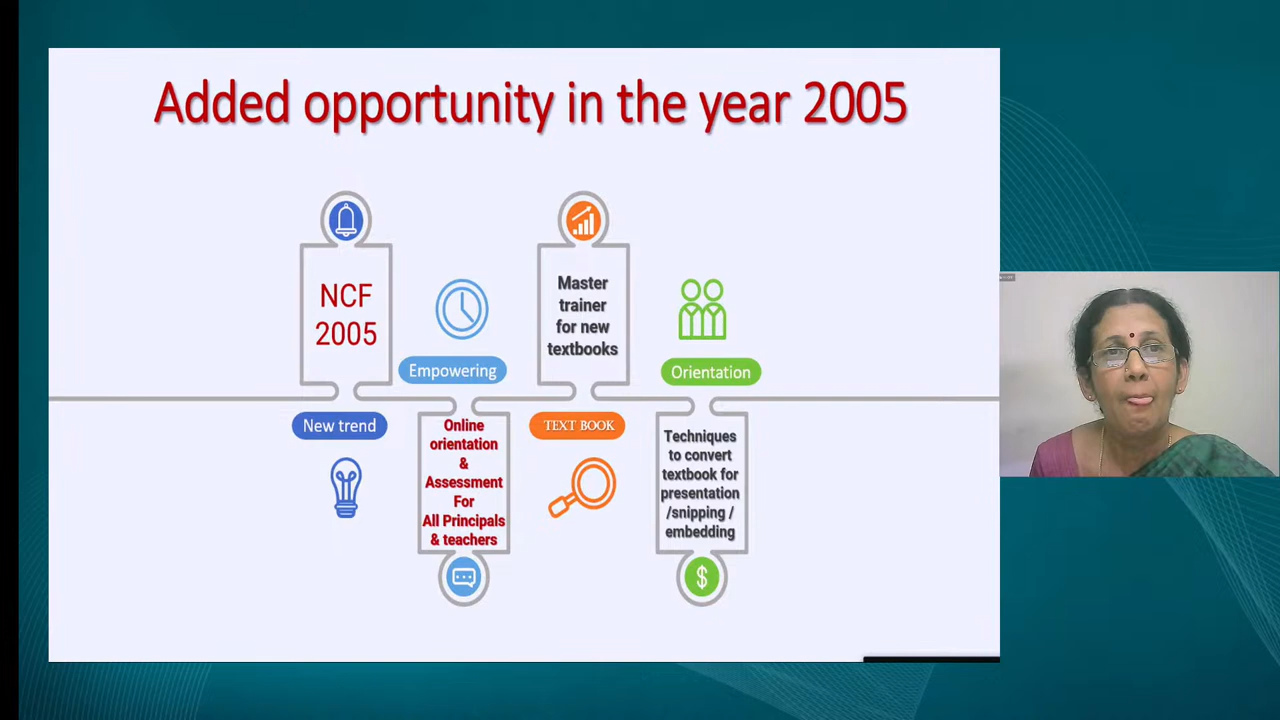 Added opportunity in the year 2005
NCF
2005
New trend
Empowering
Online
orientation
&
Assessment
For
All Principals
& teachers
Master
trainer
for new
textbooks
TEXT BOOK
Orientation
Techniques
to convert
textbook for
presentation
/snipping /
embedding
$